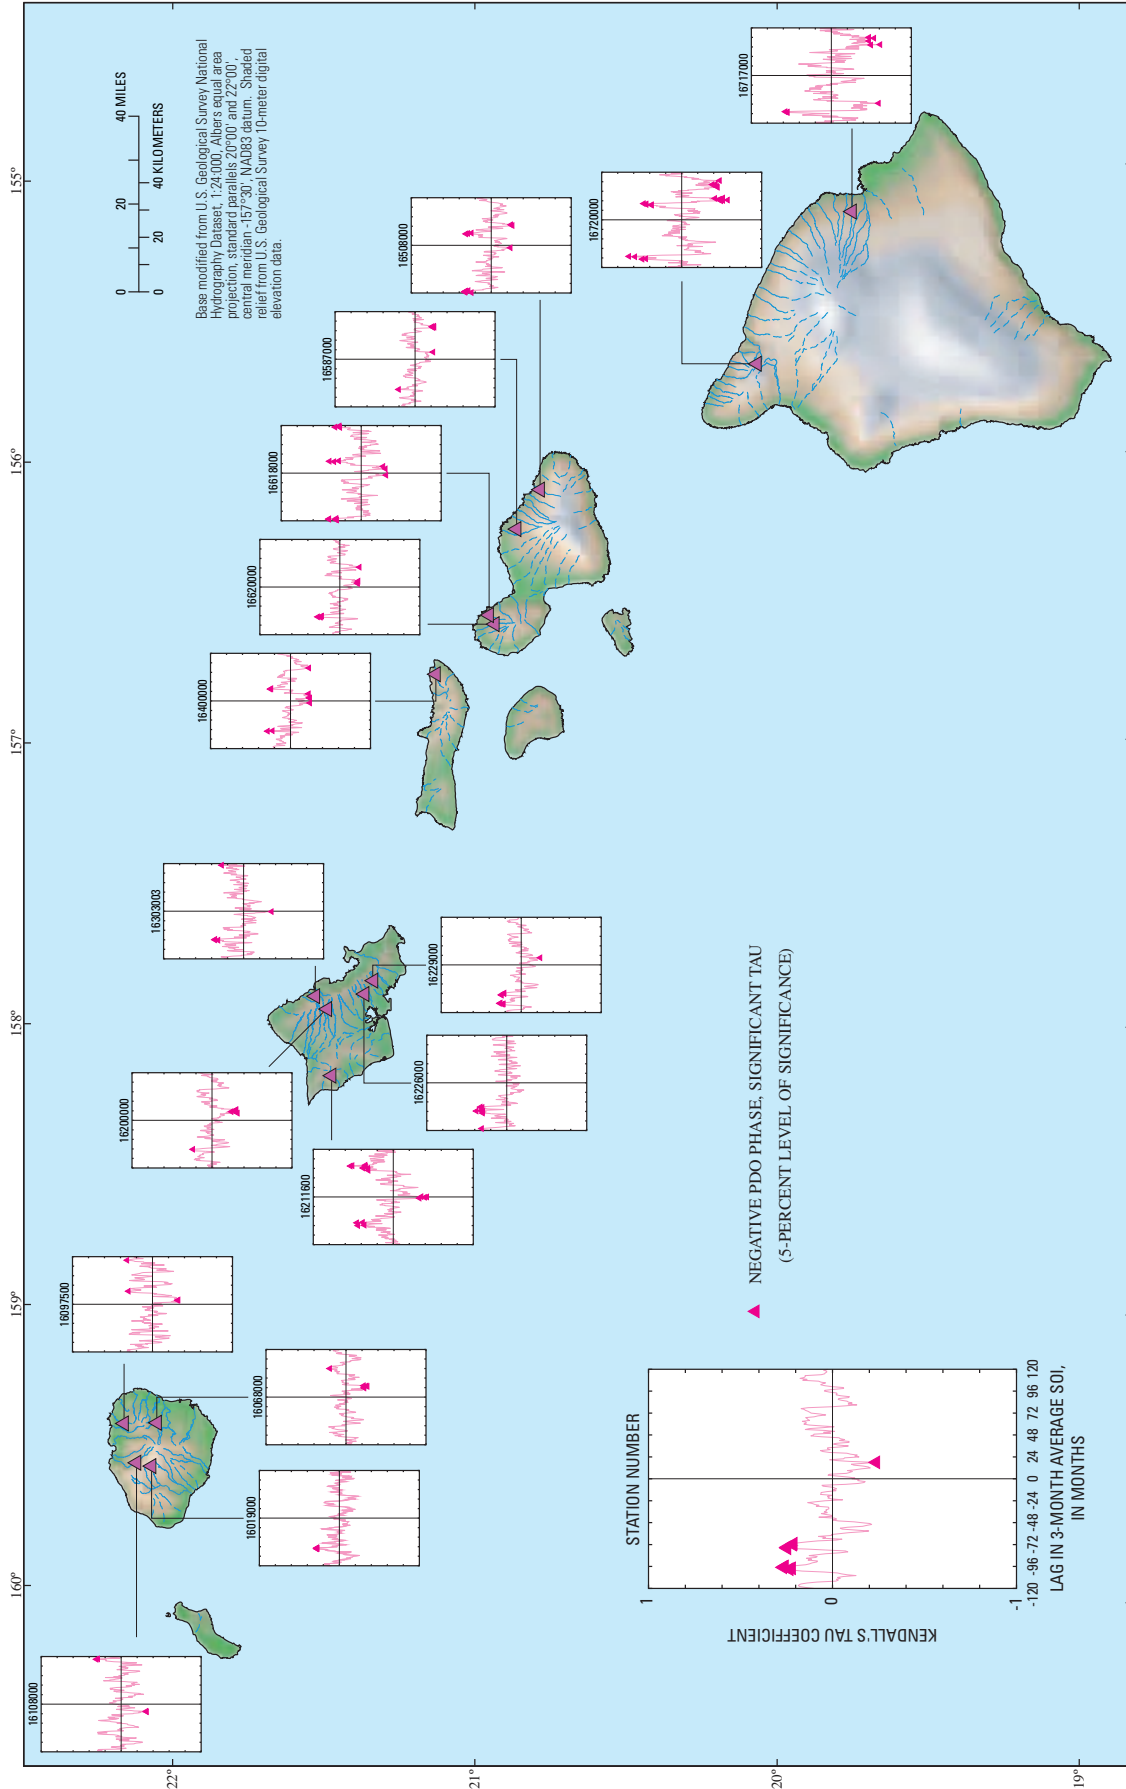 160°
159°
158°
157°
156°
155°
22°
21°
20°
19°
0 20 40 MILES
0 20 40 KILOMETERS
Base modified from U.S. Geological Survey National
Hydrography Dataset, 1:24:000, Albers equal area
projection, standard parallels 20°00' and 22°00',
central meridian -157°30', NAD83 datum. Shaded
relief from U.S. Geological Survey 10-meter digital
elevation data.
16108000
16097500
16019000
16068000
16200000
16303003
16211600
16226000
16229000
16400000
16620000
16618000
16587000
16508000
16720000
16717000
STATION NUMBER
KENDALL'S TAU COEFFICIENT
1
0
-1
-120 -96 -72 -48 -24 0 24 48 72 96 120
LAG IN 3-MONTH AVERAGE SOI,
IN MONTHS
NEGATIVE PDO PHASE, SIGNIFICANT TAU
(5-PERCENT LEVEL OF SIGNIFICANCE)